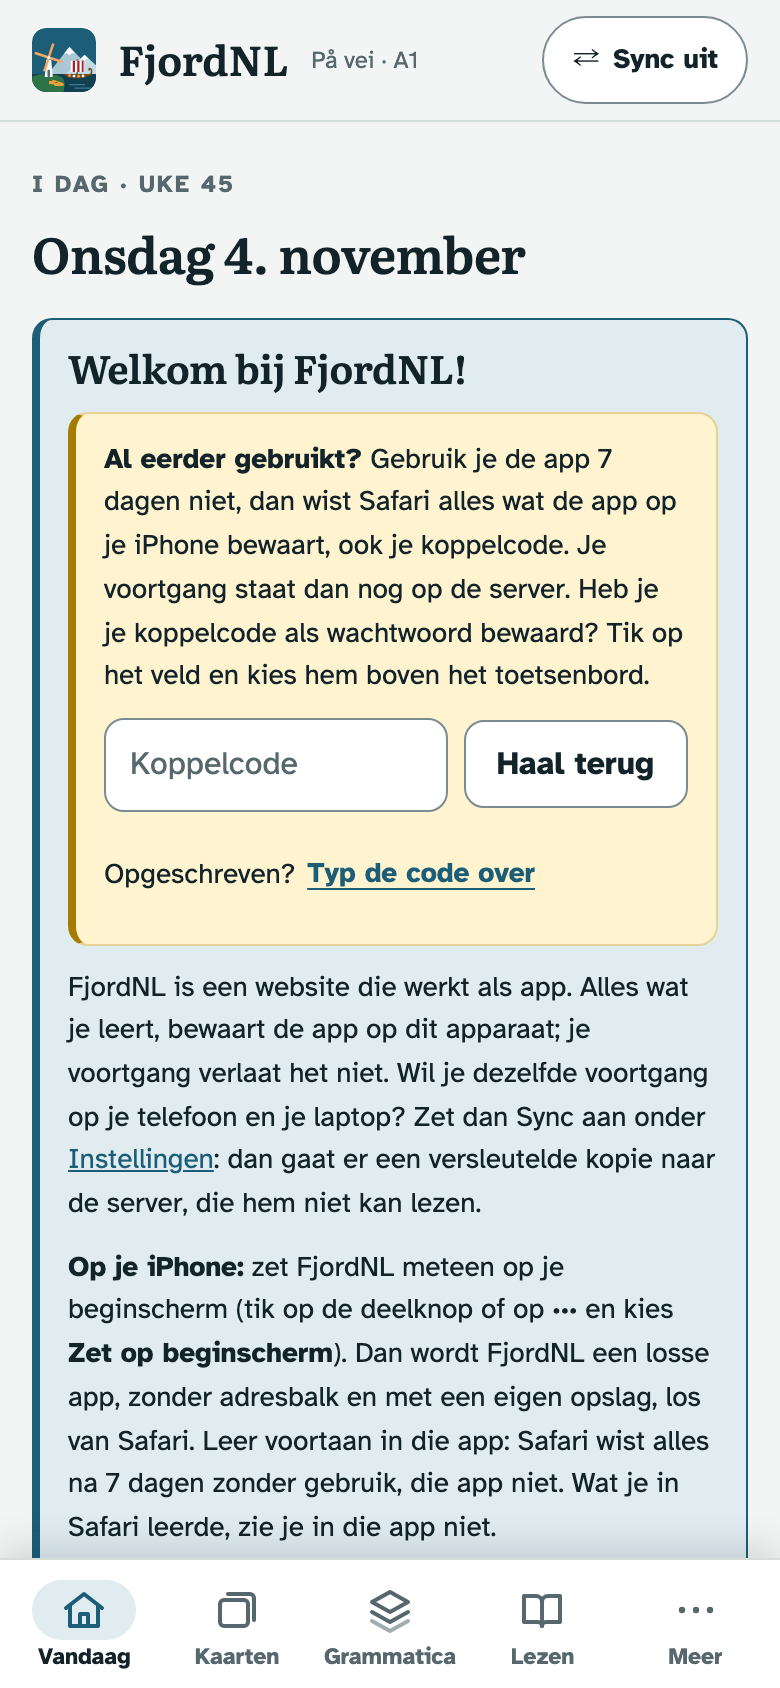 FjordNL På vei · A1 ⇄ Sync uit
I DAG · UKE 45
Onsdag 4. november
Welkom bij FjordNL!
Al eerder gebruikt? Gebruik je de app 7
dagen niet, dan wist Safari alles wat de app op
je iPhone bewaart, ook je koppelcode. Je
voortgang staat dan nog op de server. Heb je
je koppelcode als wachtwoord bewaard? Tik op
het veld en kies hem boven het toetsenbord.
Koppelcode Haal terug
Opgeschreven? Typ de code over
FjordNL is een website die werkt als app. Alles wat
je leert, bewaart de app op dit apparaat; je
voortgang verlaat het niet. Wil je dezelfde voortgang
op je telefoon en je laptop? Zet dan Sync aan onder
Instellingen: dan gaat er een versleutelde kopie naar
de server, die hem niet kan lezen.
Op je iPhone: zet FjordNL meteen op je
beginscherm (tik op de deelknop of op ••• en kies
Zet op beginscherm). Dan wordt FjordNL een losse
app, zonder adresbalk en met een eigen opslag, los
van Safari. Leer voortaan in die app: Safari wist alles
na 7 dagen zonder gebruik, die app niet. Wat je in
Safari leerde, zie je in die app niet.
Vandaag Kaarten Grammatica Lezen Meer